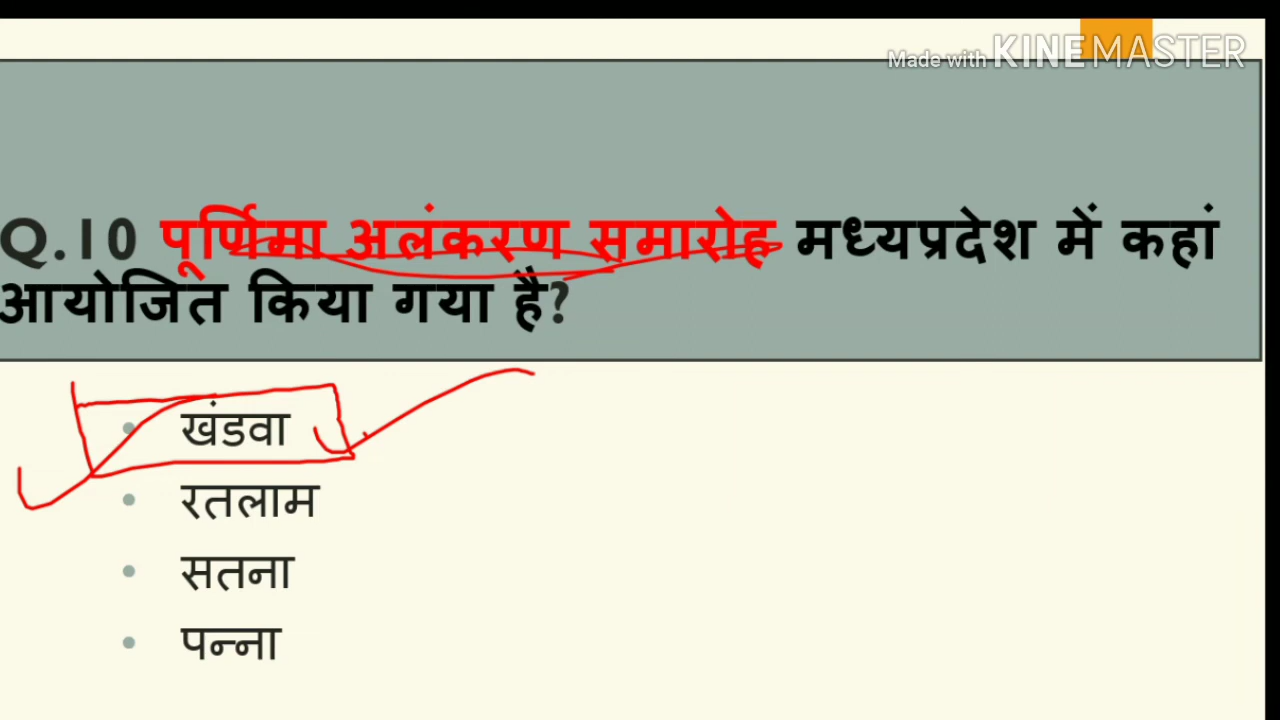 Made with KINEMASTER
Q.10 पूर्णिमा अलंकरण समारोह मध्यप्रदेश में कहां
आयोजित किया गया है?
• खंडवा
• रतलाम
• सतना
• पन्ना